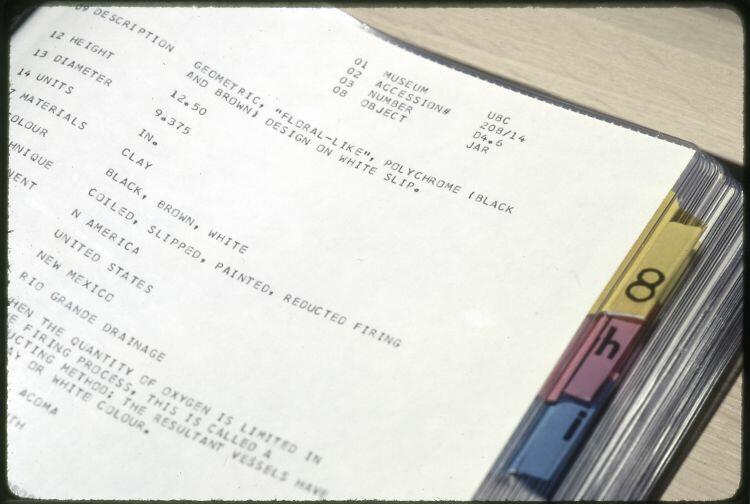 01 MUSEUM UBC
02 ACCESSION# 208/14
03 NUMBER D4.6
08 OBJECT JAR
09 DESCRIPTION GEOMETRIC, "FLORAL-LIKE", POLYCHROME (BLACK
AND BROWN) DESIGN ON WHITE SLIP.
12 HEIGHT 12.50
13 DIAMETER 9.375
14 UNITS IN.
MATERIALS CLAY
COLOUR BLACK, BROWN, WHITE
COILED, SLIPPED, PAINTED, REDUCTED FIRING
N AMERICA
UNITED STATES
NEW MEXICO
RIO GRANDE DRAINAGE
WHEN THE QUANTITY OF OXYGEN IS LIMITED IN
FIRING PROCESS, THIS IS CALLED A
METHOD; THE RESULTANT VESSELS HAVE
OR WHITE COLOUR.
ACOMA
g
h
i